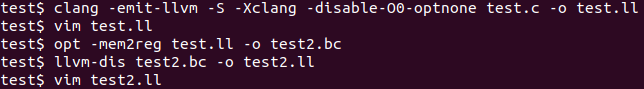 test$ clang -emit-llvm -S -Xclang -disable-O0-optnone test.c -o test.ll
test$ vim test.ll
test$ opt -mem2reg test.ll -o test2.bc
test$ llvm-dis test2.bc -o test2.ll
test$ vim test2.ll